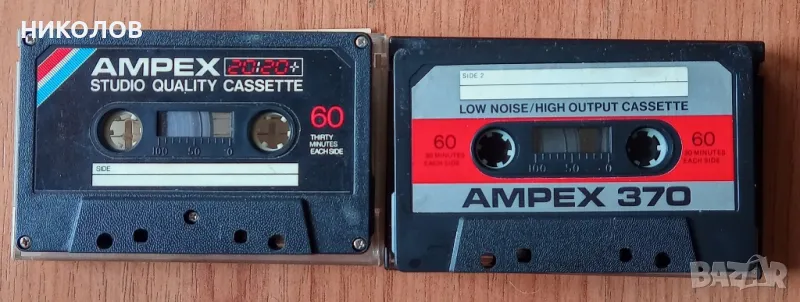 НИКОЛОВ
AMPEX 20:20+
STUDIO QUALITY CASSETTE
60
THIRTY
MINUTES
EACH SIDE
100 50 0
SIDE
SIDE 2
LOW NOISE/HIGH OUTPUT CASSETTE
60
30 MINUTES
EACH SIDE
100 50 0
60
30 MINUTES
EACH SIDE
AMPEX 370
BAZAR
bg